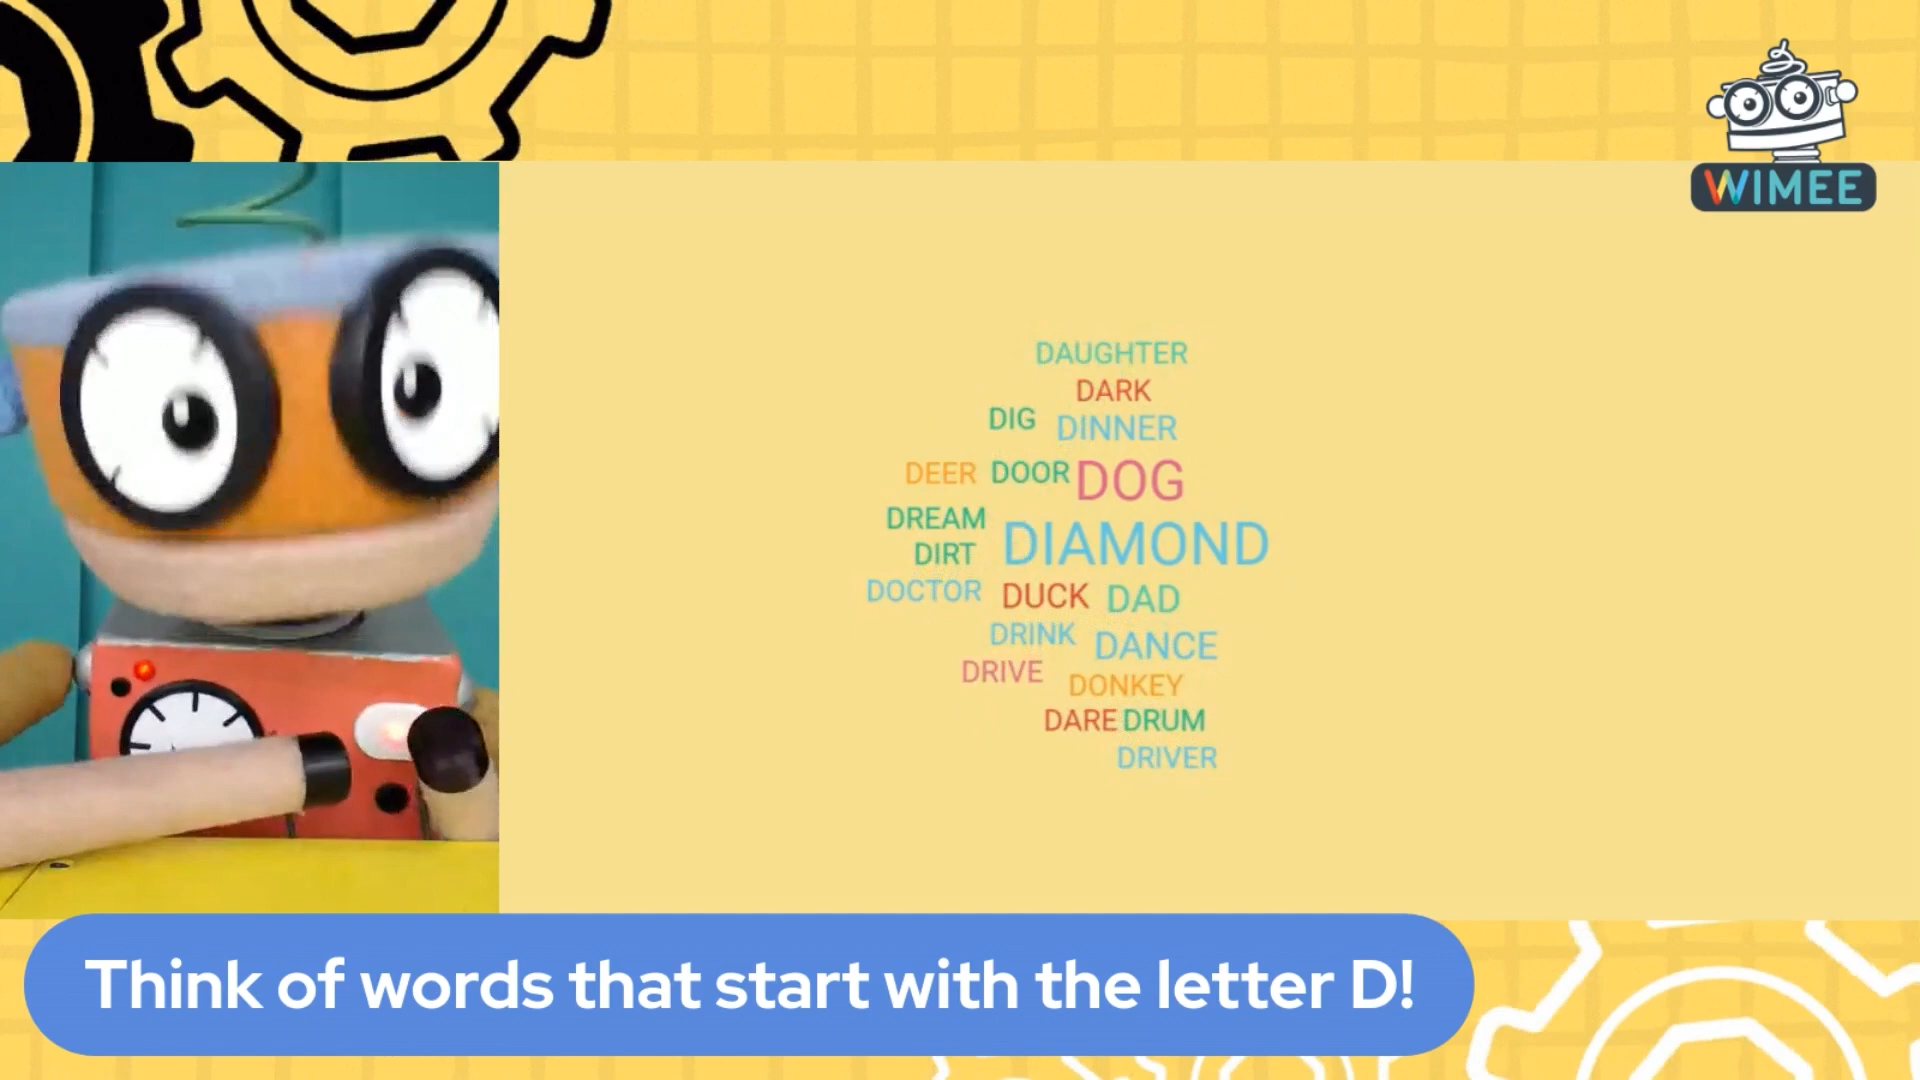 WIMEE
DAUGHTER
DARK
DIG DINNER
DEER DOOR DOG
DREAM
DIAMOND
DIRT
DOCTOR DUCK DAD
DRINK DANCE
DRIVE DONKEY
DARE DRUM
DRIVER
Think of words that start with the letter D!